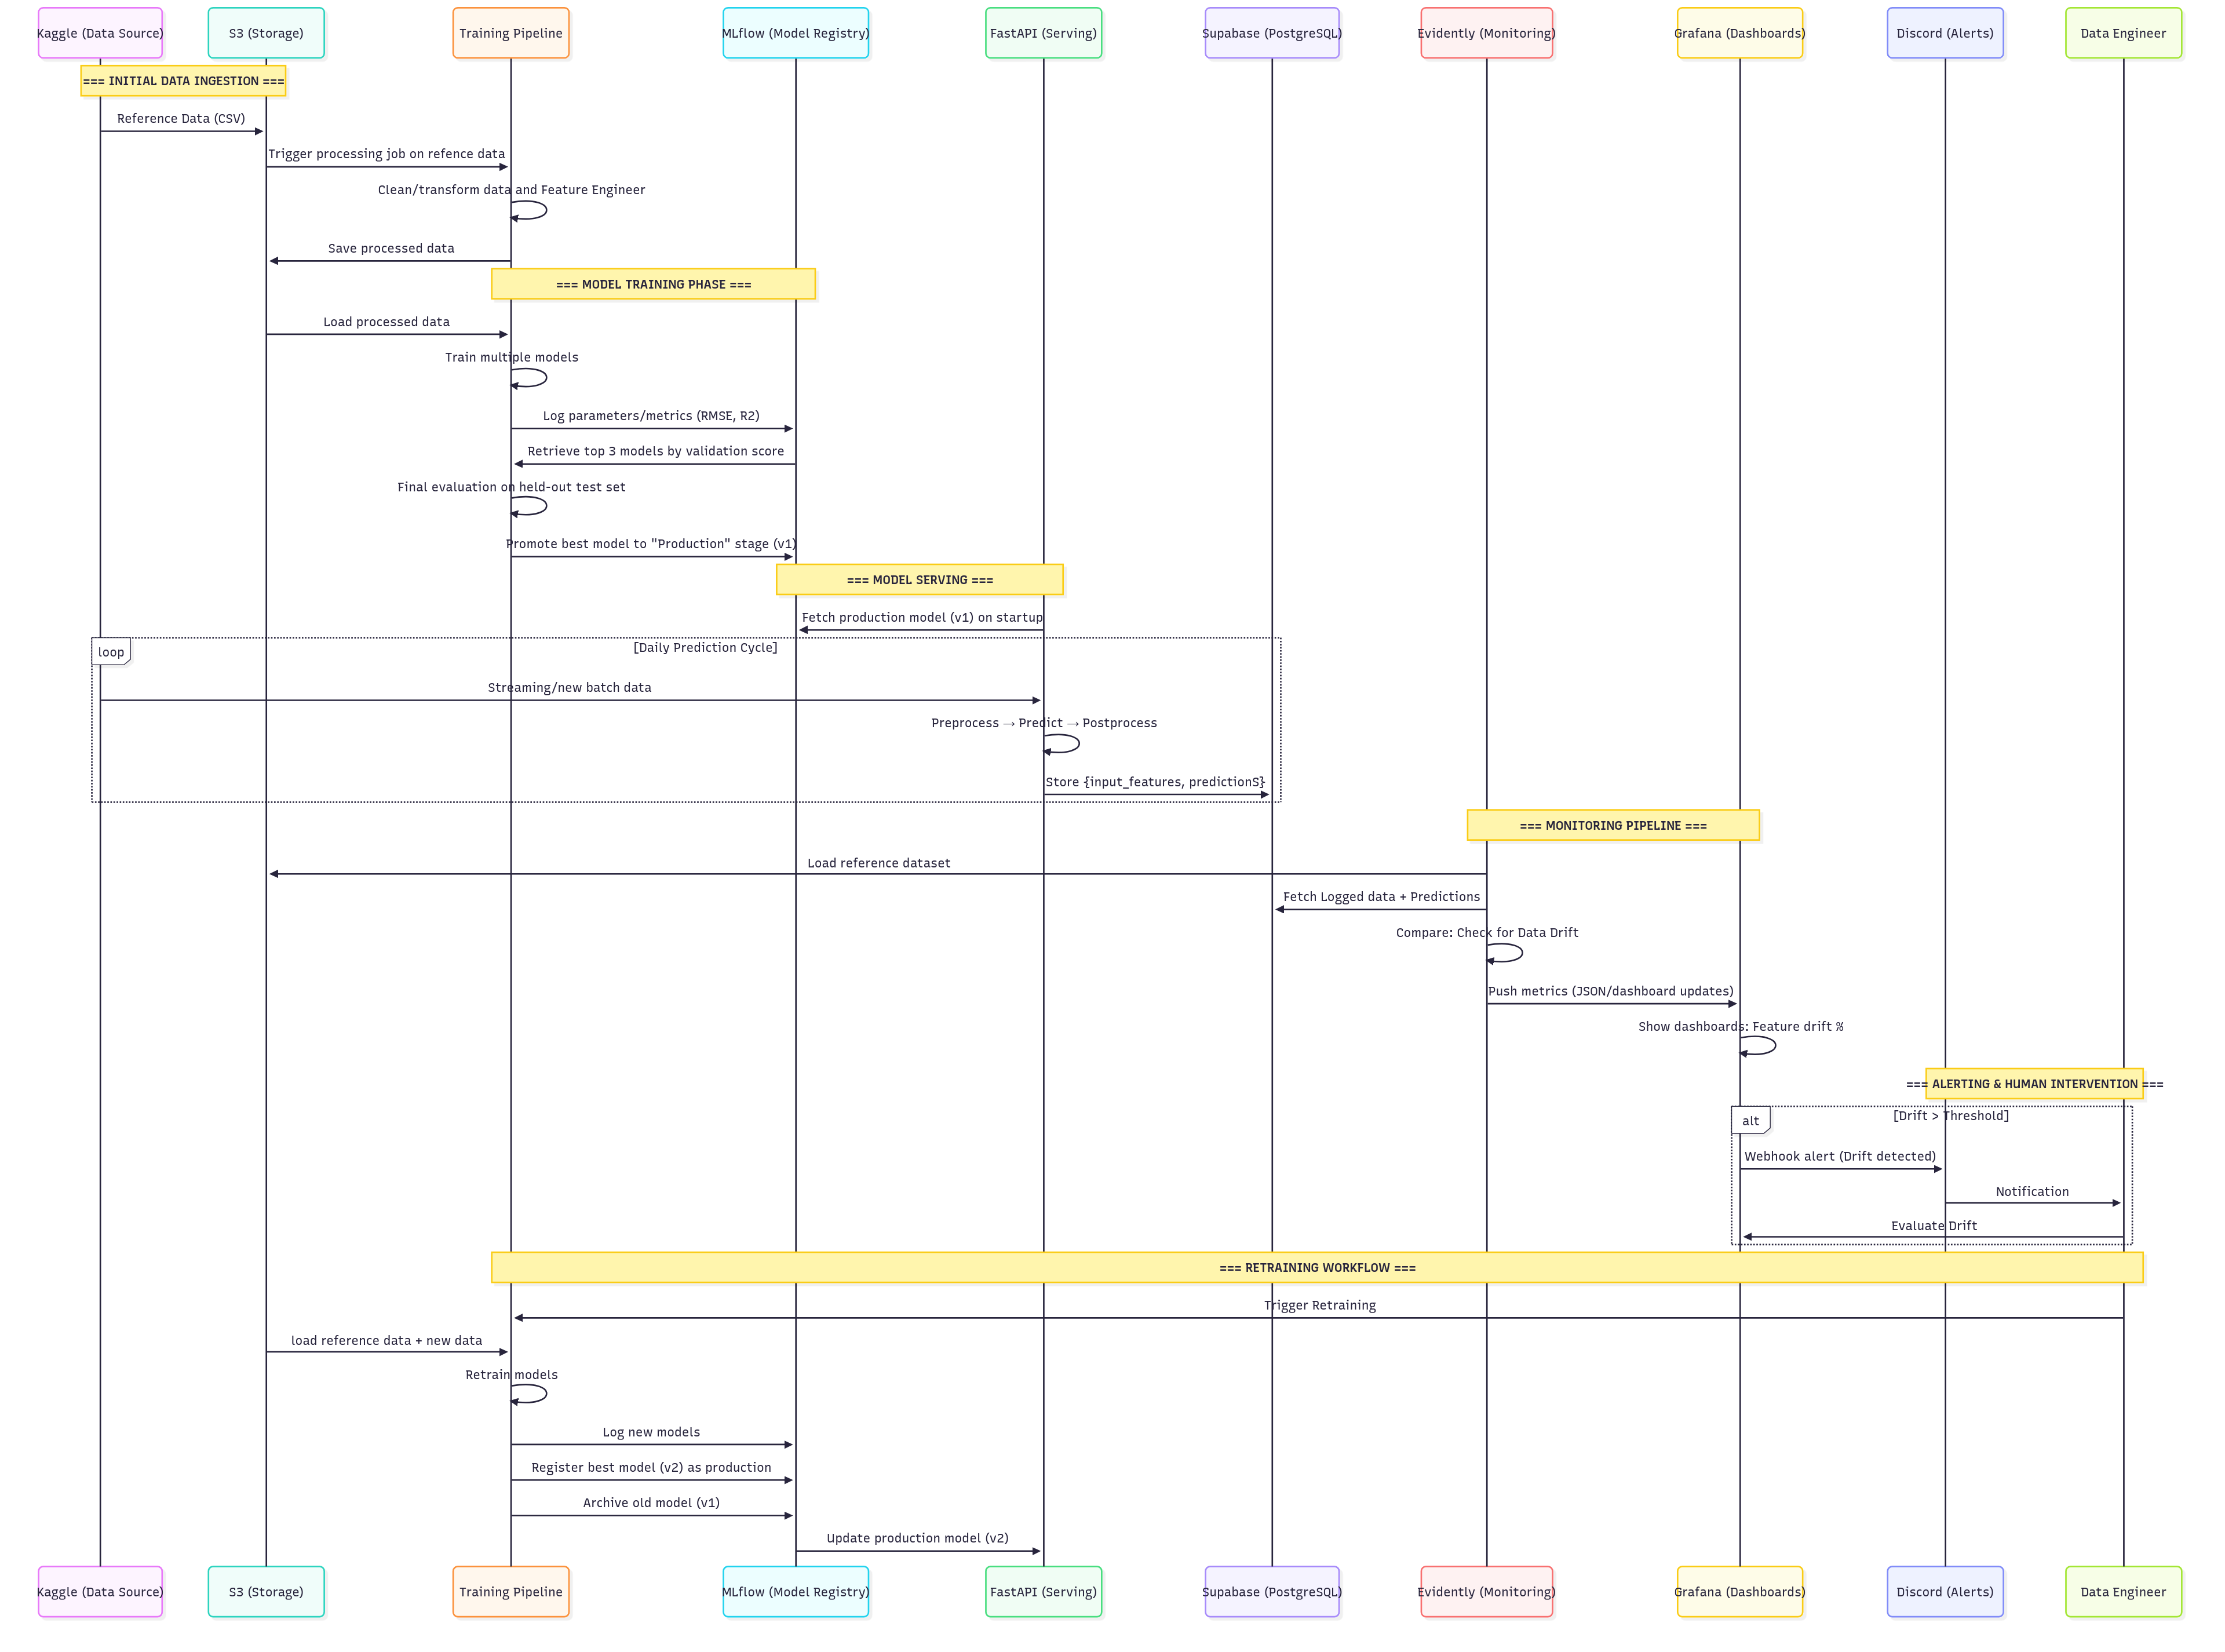 Kaggle (Data Source)
S3 (Storage)
Training Pipeline
MLflow (Model Registry)
FastAPI (Serving)
Supabase (PostgreSQL)
Evidently (Monitoring)
Grafana (Dashboards)
Discord (Alerts)
Data Engineer
=== INITIAL DATA INGESTION ===
Reference Data (CSV)
Trigger processing job on refence data
Clean/transform data and Feature Engineer
Save processed data
=== MODEL TRAINING PHASE ===
Load processed data
Train multiple models
Log parameters/metrics (RMSE, R2)
Retrieve top 3 models by validation score
Final evaluation on held-out test set
Promote best model to "Production" stage (v1)
=== MODEL SERVING ===
Fetch production model (v1) on startup
loop
[Daily Prediction Cycle]
Streaming/new batch data
Preprocess → Predict → Postprocess
Store {input_features, predictionS}
=== MONITORING PIPELINE ===
Load reference dataset
Fetch Logged data + Predictions
Compare: Check for Data Drift
Push metrics (JSON/dashboard updates)
Show dashboards: Feature drift %
=== ALERTING & HUMAN INTERVENTION ===
alt
[Drift > Threshold]
Webhook alert (Drift detected)
Notification
Evaluate Drift
=== RETRAINING WORKFLOW ===
Trigger Retraining
load reference data + new data
Retrain models
Log new models
Register best model (v2) as production
Archive old model (v1)
Update production model (v2)
Kaggle (Data Source)
S3 (Storage)
Training Pipeline
MLflow (Model Registry)
FastAPI (Serving)
Supabase (PostgreSQL)
Evidently (Monitoring)
Grafana (Dashboards)
Discord (Alerts)
Data Engineer